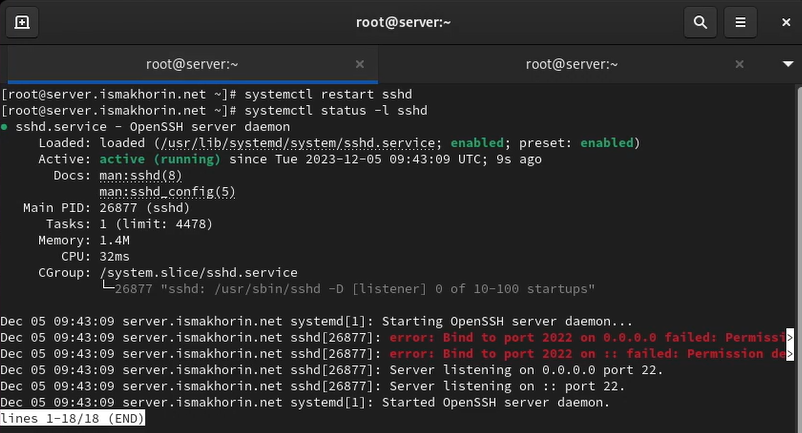 root@server:~
root@server:~
root@server:~
[root@server.ismakhorin.net ~]# systemctl restart sshd
[root@server.ismakhorin.net ~]# systemctl status -l sshd
● sshd.service - OpenSSH server daemon
Loaded: loaded (/usr/lib/systemd/system/sshd.service; enabled; preset: enabled)
Active: active (running) since Tue 2023-12-05 09:43:09 UTC; 9s ago
Docs: man:sshd(8)
man:sshd_config(5)
Main PID: 26877 (sshd)
Tasks: 1 (limit: 4478)
Memory: 1.4M
CPU: 32ms
CGroup: /system.slice/sshd.service
└─26877 "sshd: /usr/sbin/sshd -D [listener] 0 of 10-100 startups"
Dec 05 09:43:09 server.ismakhorin.net systemd[1]: Starting OpenSSH server daemon...
Dec 05 09:43:09 server.ismakhorin.net sshd[26877]: error: Bind to port 2022 on 0.0.0.0 failed: Permissi>
Dec 05 09:43:09 server.ismakhorin.net sshd[26877]: error: Bind to port 2022 on :: failed: Permission de>
Dec 05 09:43:09 server.ismakhorin.net sshd[26877]: Server listening on 0.0.0.0 port 22.
Dec 05 09:43:09 server.ismakhorin.net sshd[26877]: Server listening on :: port 22.
Dec 05 09:43:09 server.ismakhorin.net systemd[1]: Started OpenSSH server daemon.
lines 1-18/18 (END)